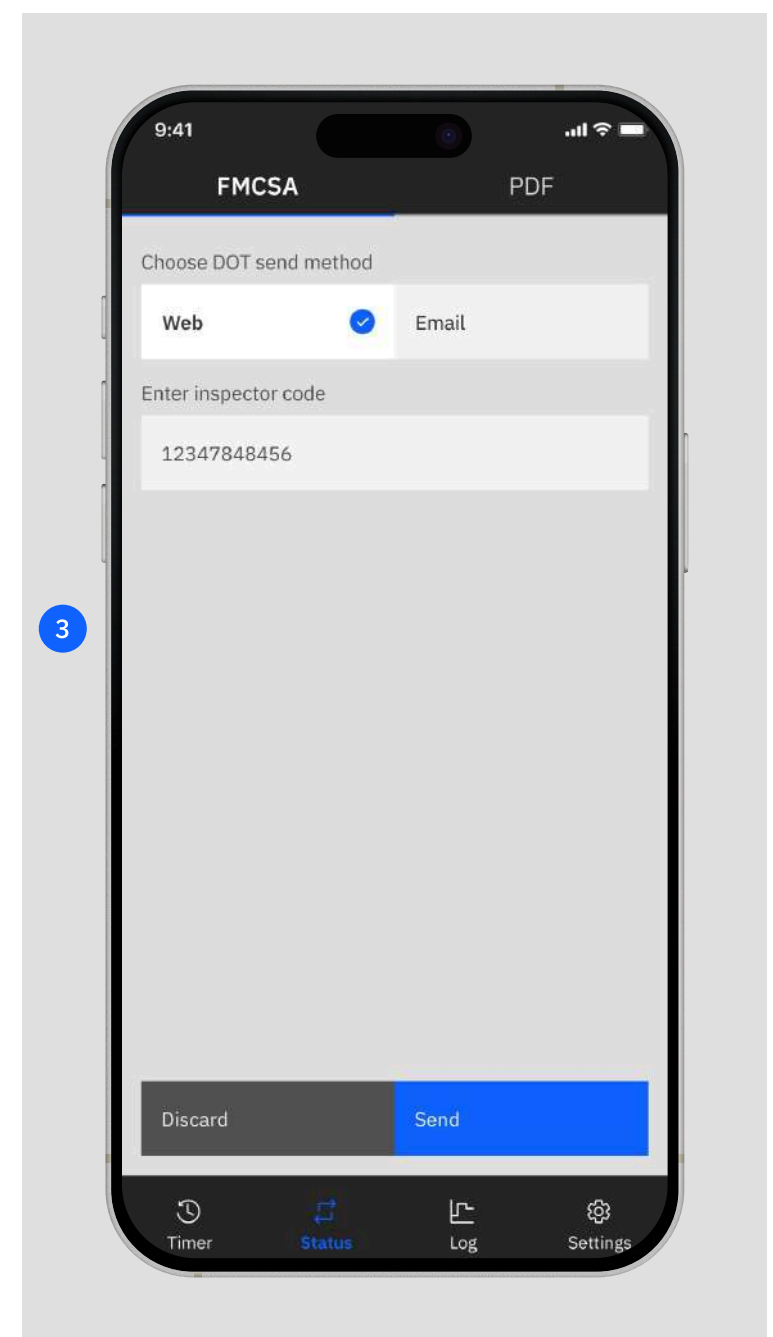 9:41
FMCSA PDF
Choose DOT send method
Web Email
Enter inspector code
12347848456
3
Discard Send
Timer Status Log Settings